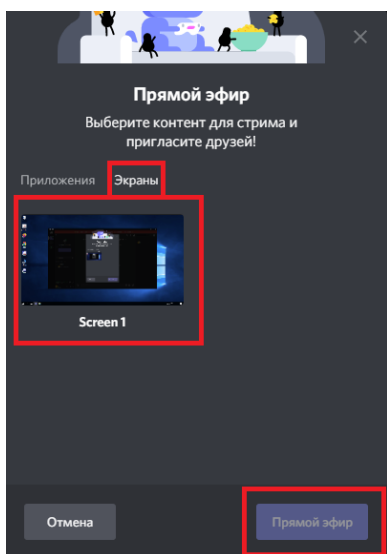 Прямой эфир
Выберите контент для стрима и
пригласите друзей!
Приложения Экраны
Screen 1
Отмена Прямой эфир